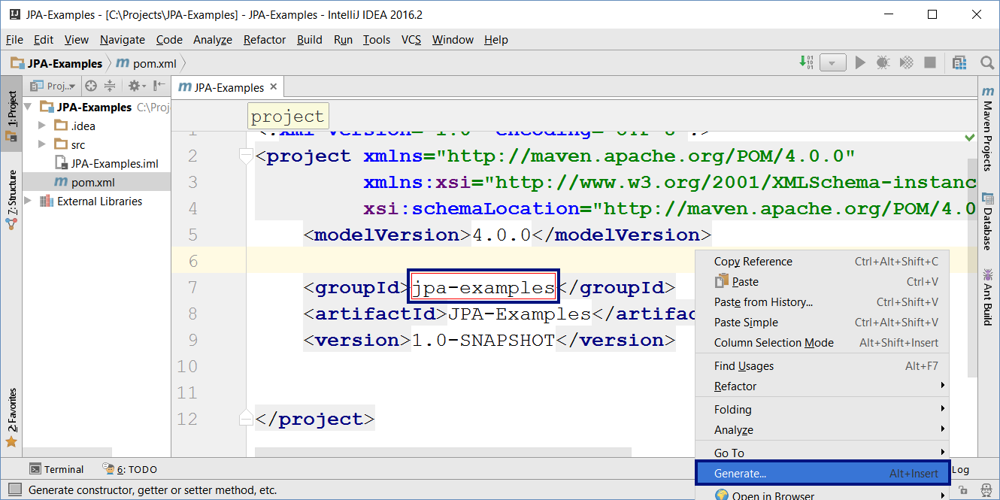 JPA-Examples - [C:\Projects\JPA-Examples] - JPA-Examples - IntelliJ IDEA 2016.2
File Edit View Navigate Code Analyze Refactor Build Run Tools VCS Window Help
JPA-Examples pom.xml
1: Project
7: Structure
2: Favorites
Proj..
JPA-Examples C:\Proj
.idea
src
JPA-Examples.iml
pom.xml
External Libraries
JPA-Examples
project
2 <project xmlns="http://maven.apache.org/POM/4.0.0"
3 xmlns:xsi="http://www.w3.org/2001/XMLSchema-instanc
4 xsi:schemaLocation="http://maven.apache.org/POM/4.0
5 <modelVersion>4.0.0</modelVersion>
6
7 <groupId>jpa-examples</groupId>
8 <artifactId>JPA-Examples</artifac
9 <version>1.0-SNAPSHOT</version>
10
11
12 </project>
Copy Reference Ctrl+Alt+Shift+C
Paste Ctrl+V
Paste from History... Ctrl+Shift+V
Paste Simple Ctrl+Alt+Shift+V
Column Selection Mode Alt+Shift+Insert
Find Usages Alt+F7
Refactor
Folding
Analyze
Go To
Generate... Alt+Insert
Open in Browser
Maven Projects
Database
Ant Build
Terminal 6: TODO
Log
Generate constructor, getter or setter method, etc.